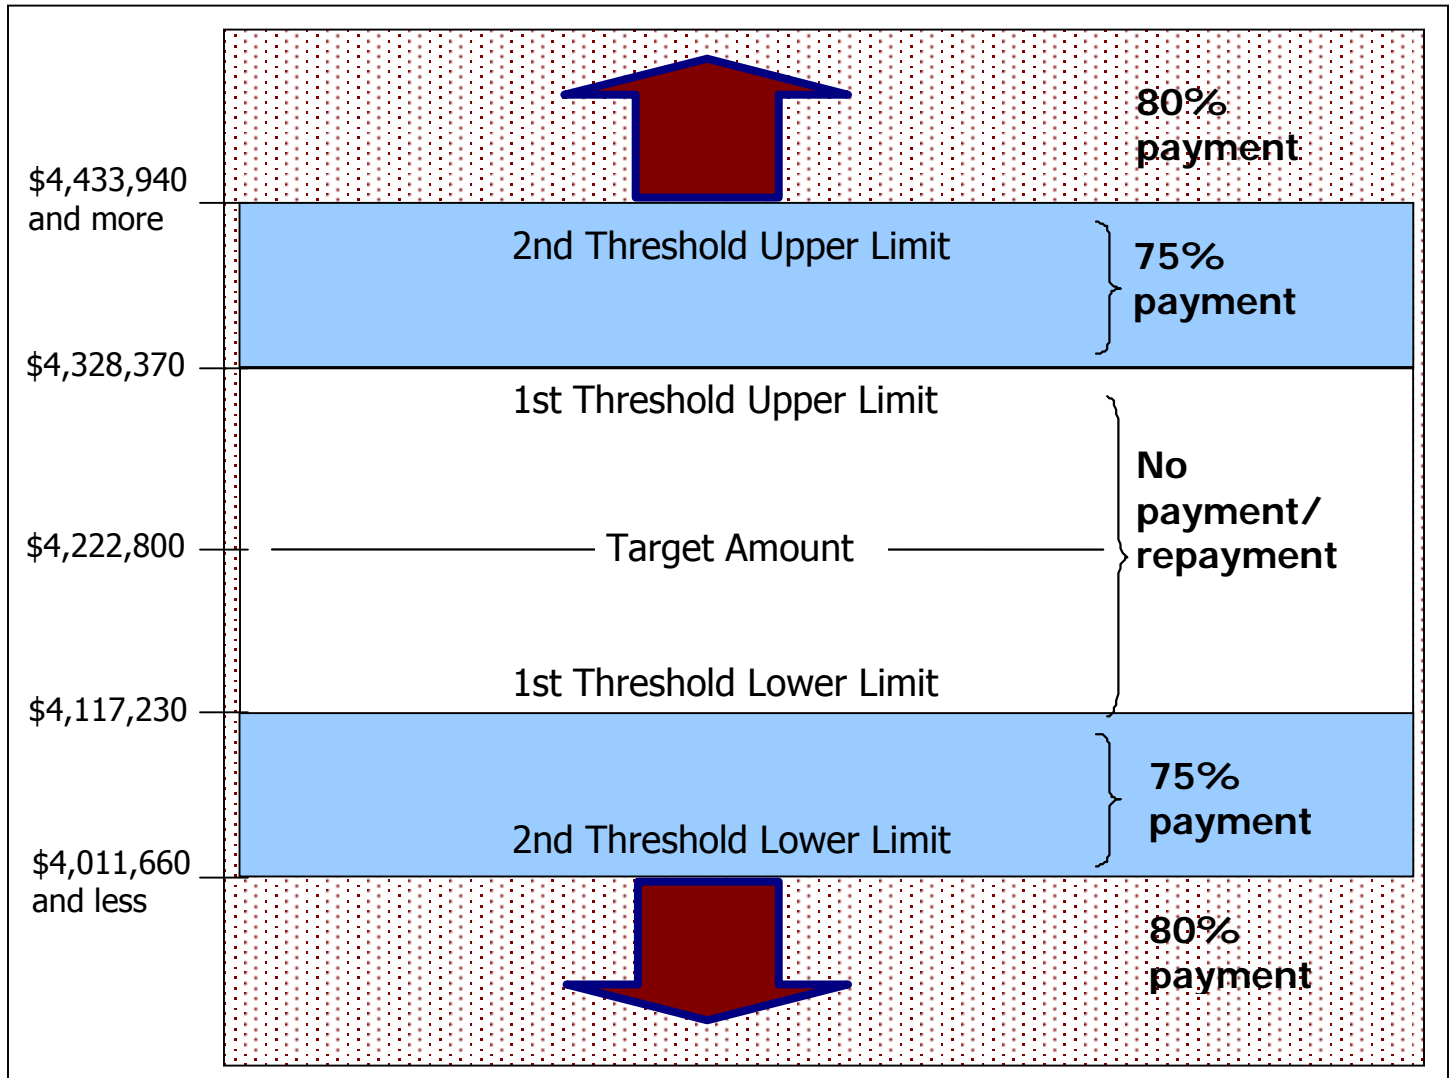 80%
payment
$4,433,940
and more
2nd Threshold Upper Limit
75%
payment
$4,328,370
1st Threshold Upper Limit
No
payment/
repayment
$4,222,800
Target Amount
1st Threshold Lower Limit
$4,117,230
75%
payment
2nd Threshold Lower Limit
$4,011,660
and less
80%
payment